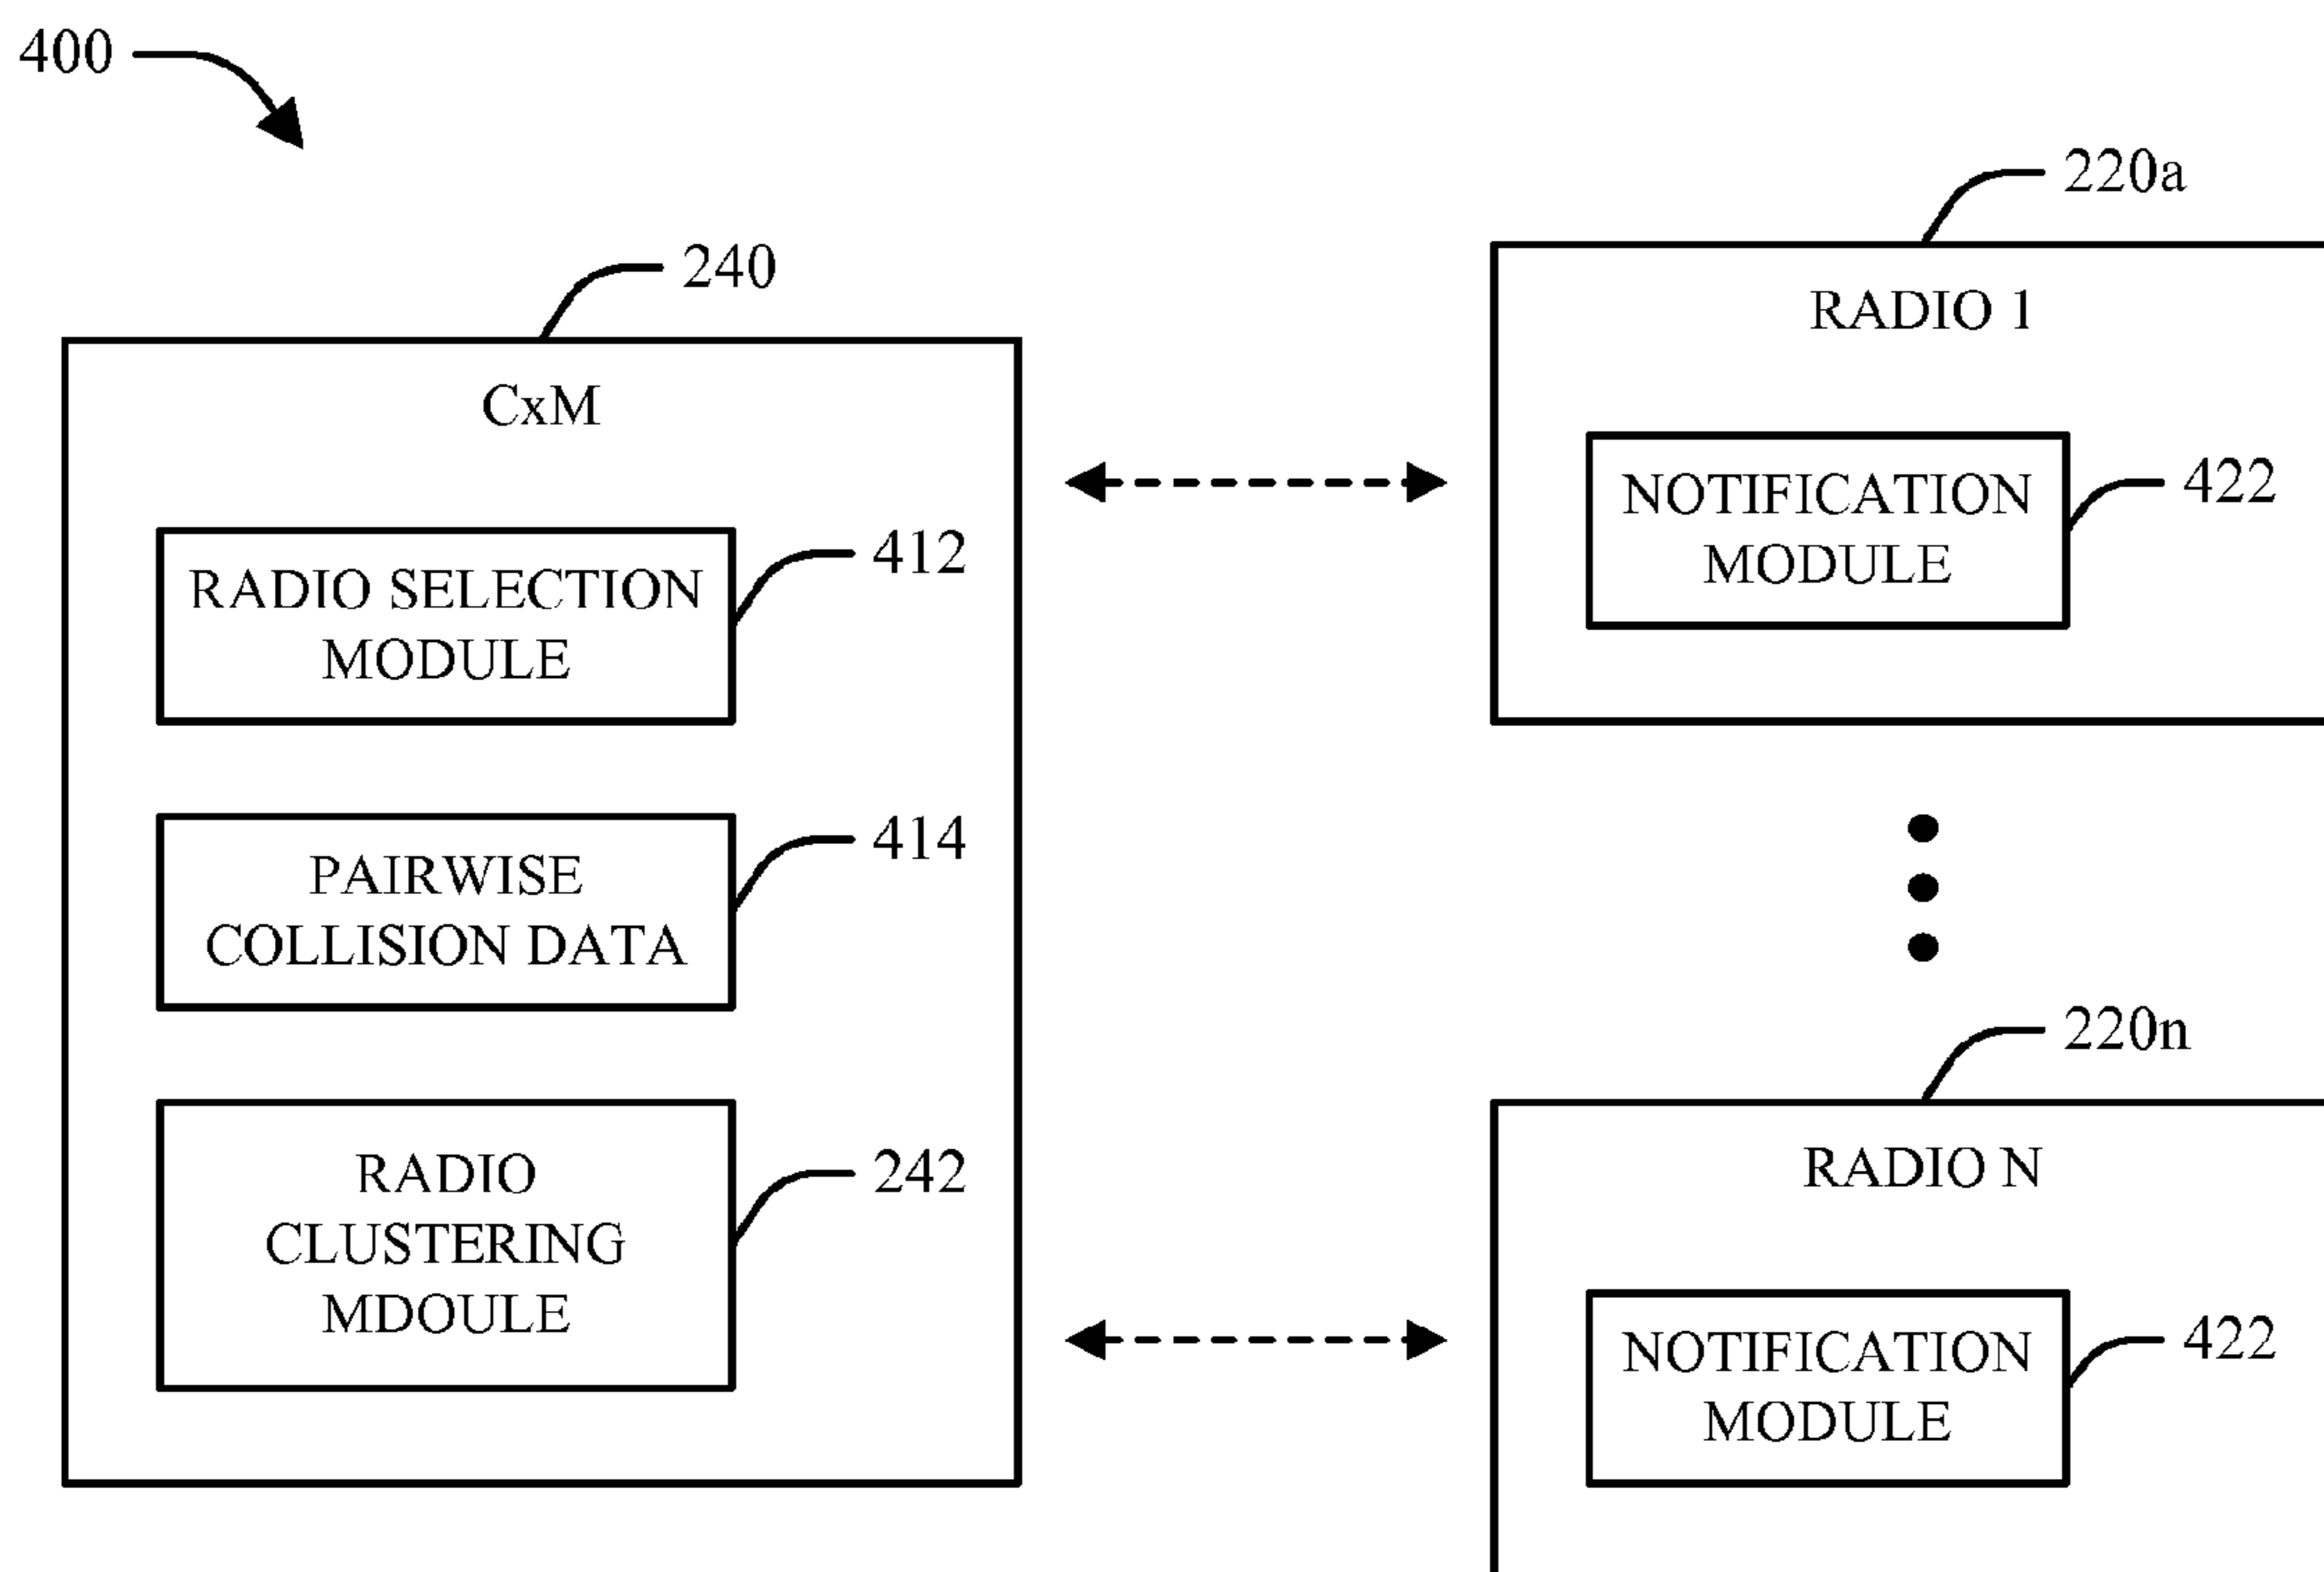 400
240
CxM
RADIO SELECTION
MODULE
412
PAIRWISE
COLLISION DATA
414
RADIO
CLUSTERING
MDOULE
242
220a
RADIO 1
NOTIFICATION
MODULE
422
220n
RADIO N
NOTIFICATION
MODULE
422